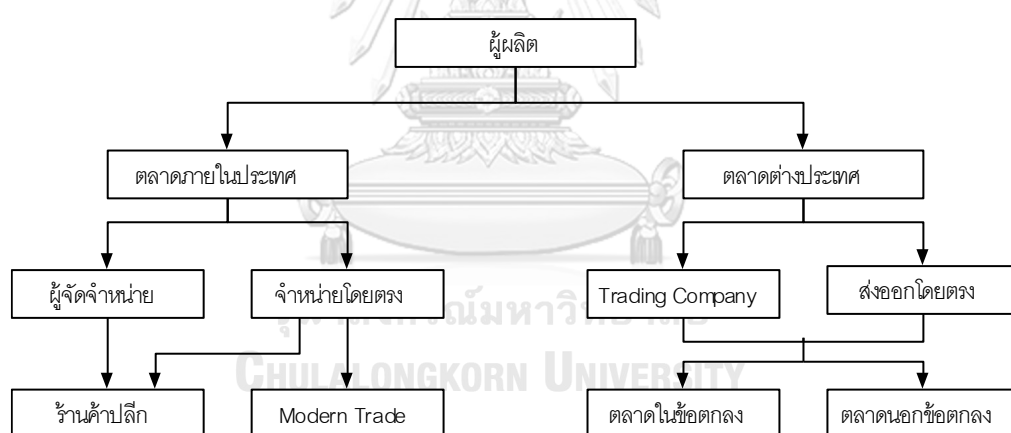 ผู้ผลิต
ตลาดภายในประเทศ
ตลาดต่างประเทศ
ผู้จัดจำหน่าย
จำหน่ายโดยตรง
Trading Company
ส่งออกโดยตรง
CHULALONGKORN UNIVERSITY
ร้านค้าปลีก
Modern Trade
ตลาดในข้อตกลง
ตลาดนอกข้อตกลง